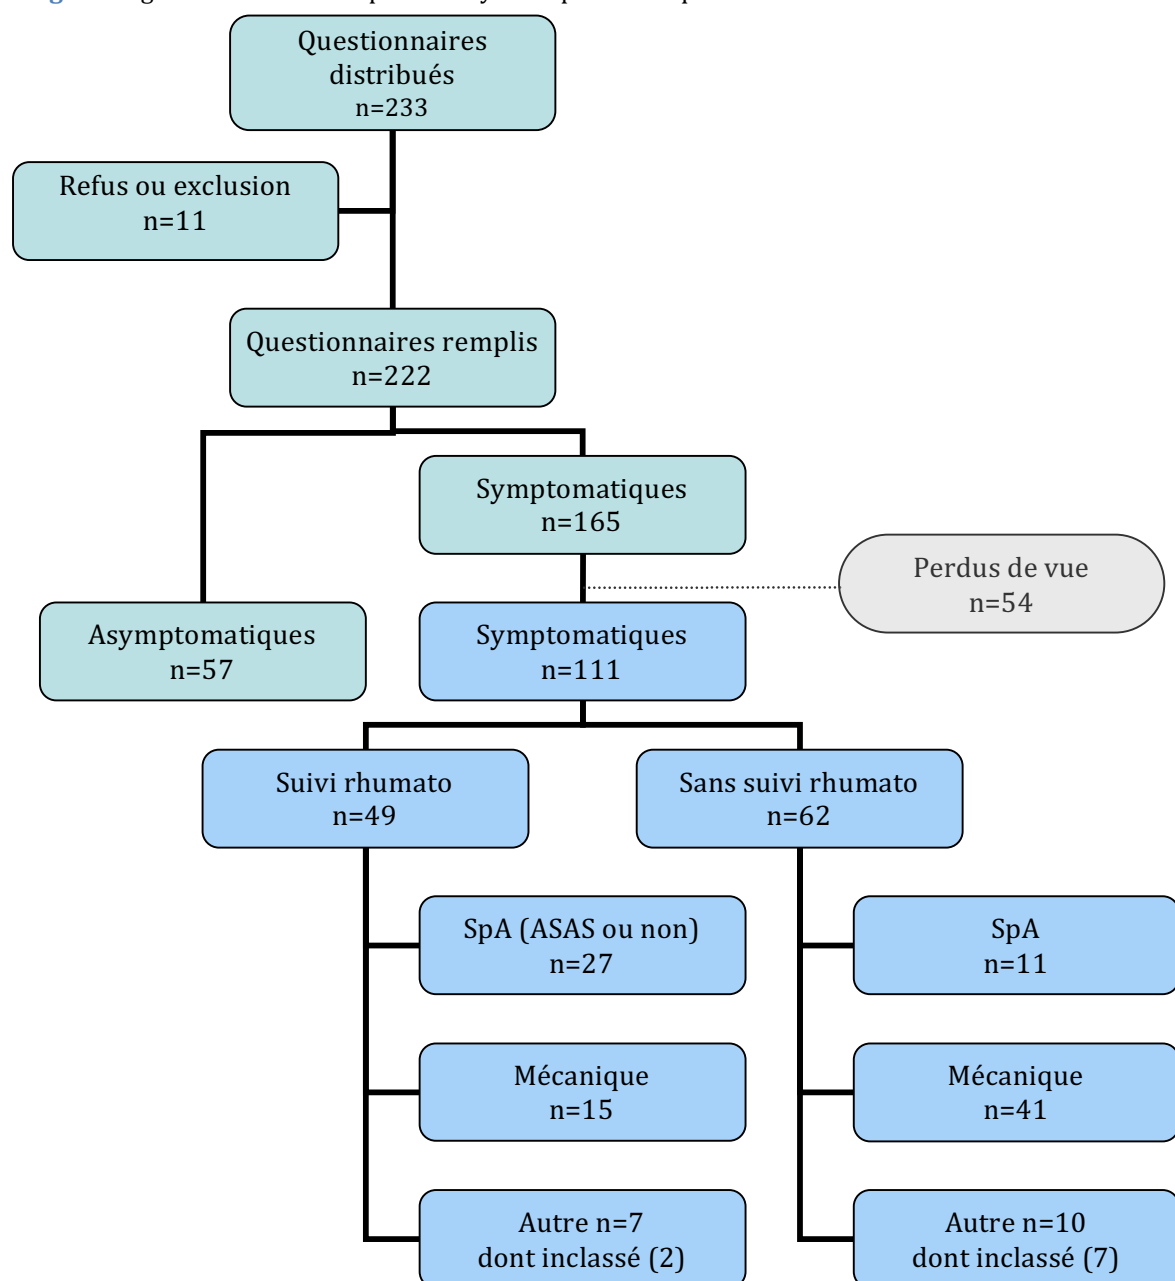 Questionnaires
distribués
n=233
Refus ou exclusion
n=11
Questionnaires remplis
n=222
Symptomatiques
n=165
Perdus de vue
n=54
Asymptomatiques
n=57
Symptomatiques
n=111
Suivi rhumato
n=49
Sans suivi rhumato
n=62
SpA (ASAS ou non)
n=27
SpA
n=11
Mécanique
n=15
Mécanique
n=41
Autre n=7
dont inclassé (2)
Autre n=10
dont inclassé (7)